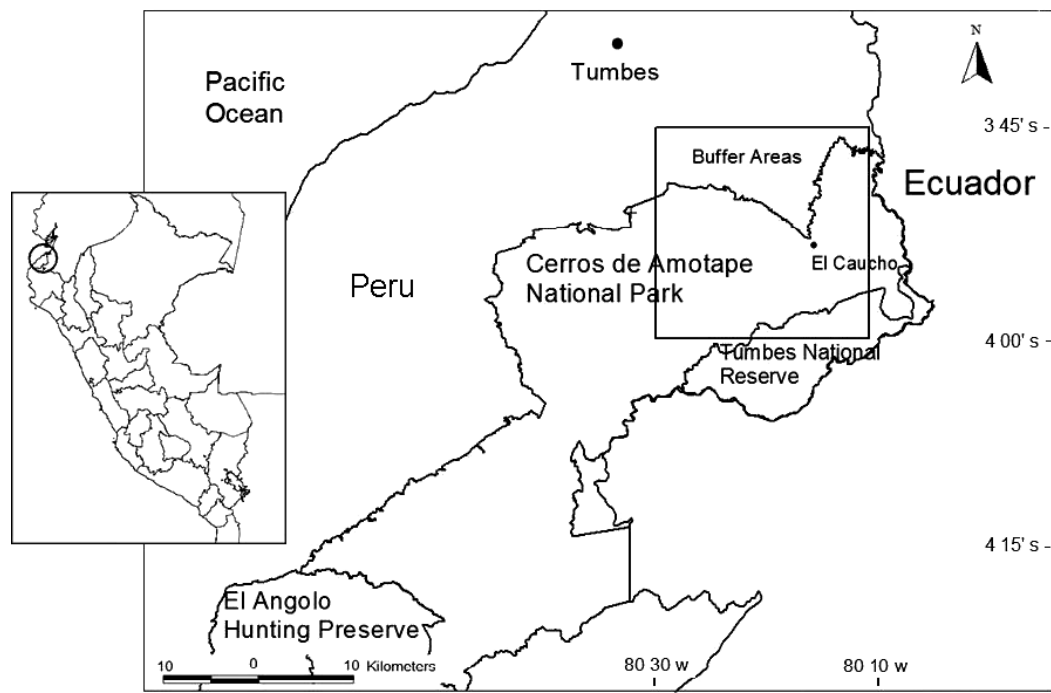 Pacific
Ocean
Tumbes
N
3 45' s
Buffer Areas
Ecuador
Peru
Cerros de Amotape
National Park
El Caucho
4 00' s
Tumbes National
Reserve
4 15' s
El Angolo
Hunting Preserve
10 0 10 Kilometers
80 30 w
80 10 w